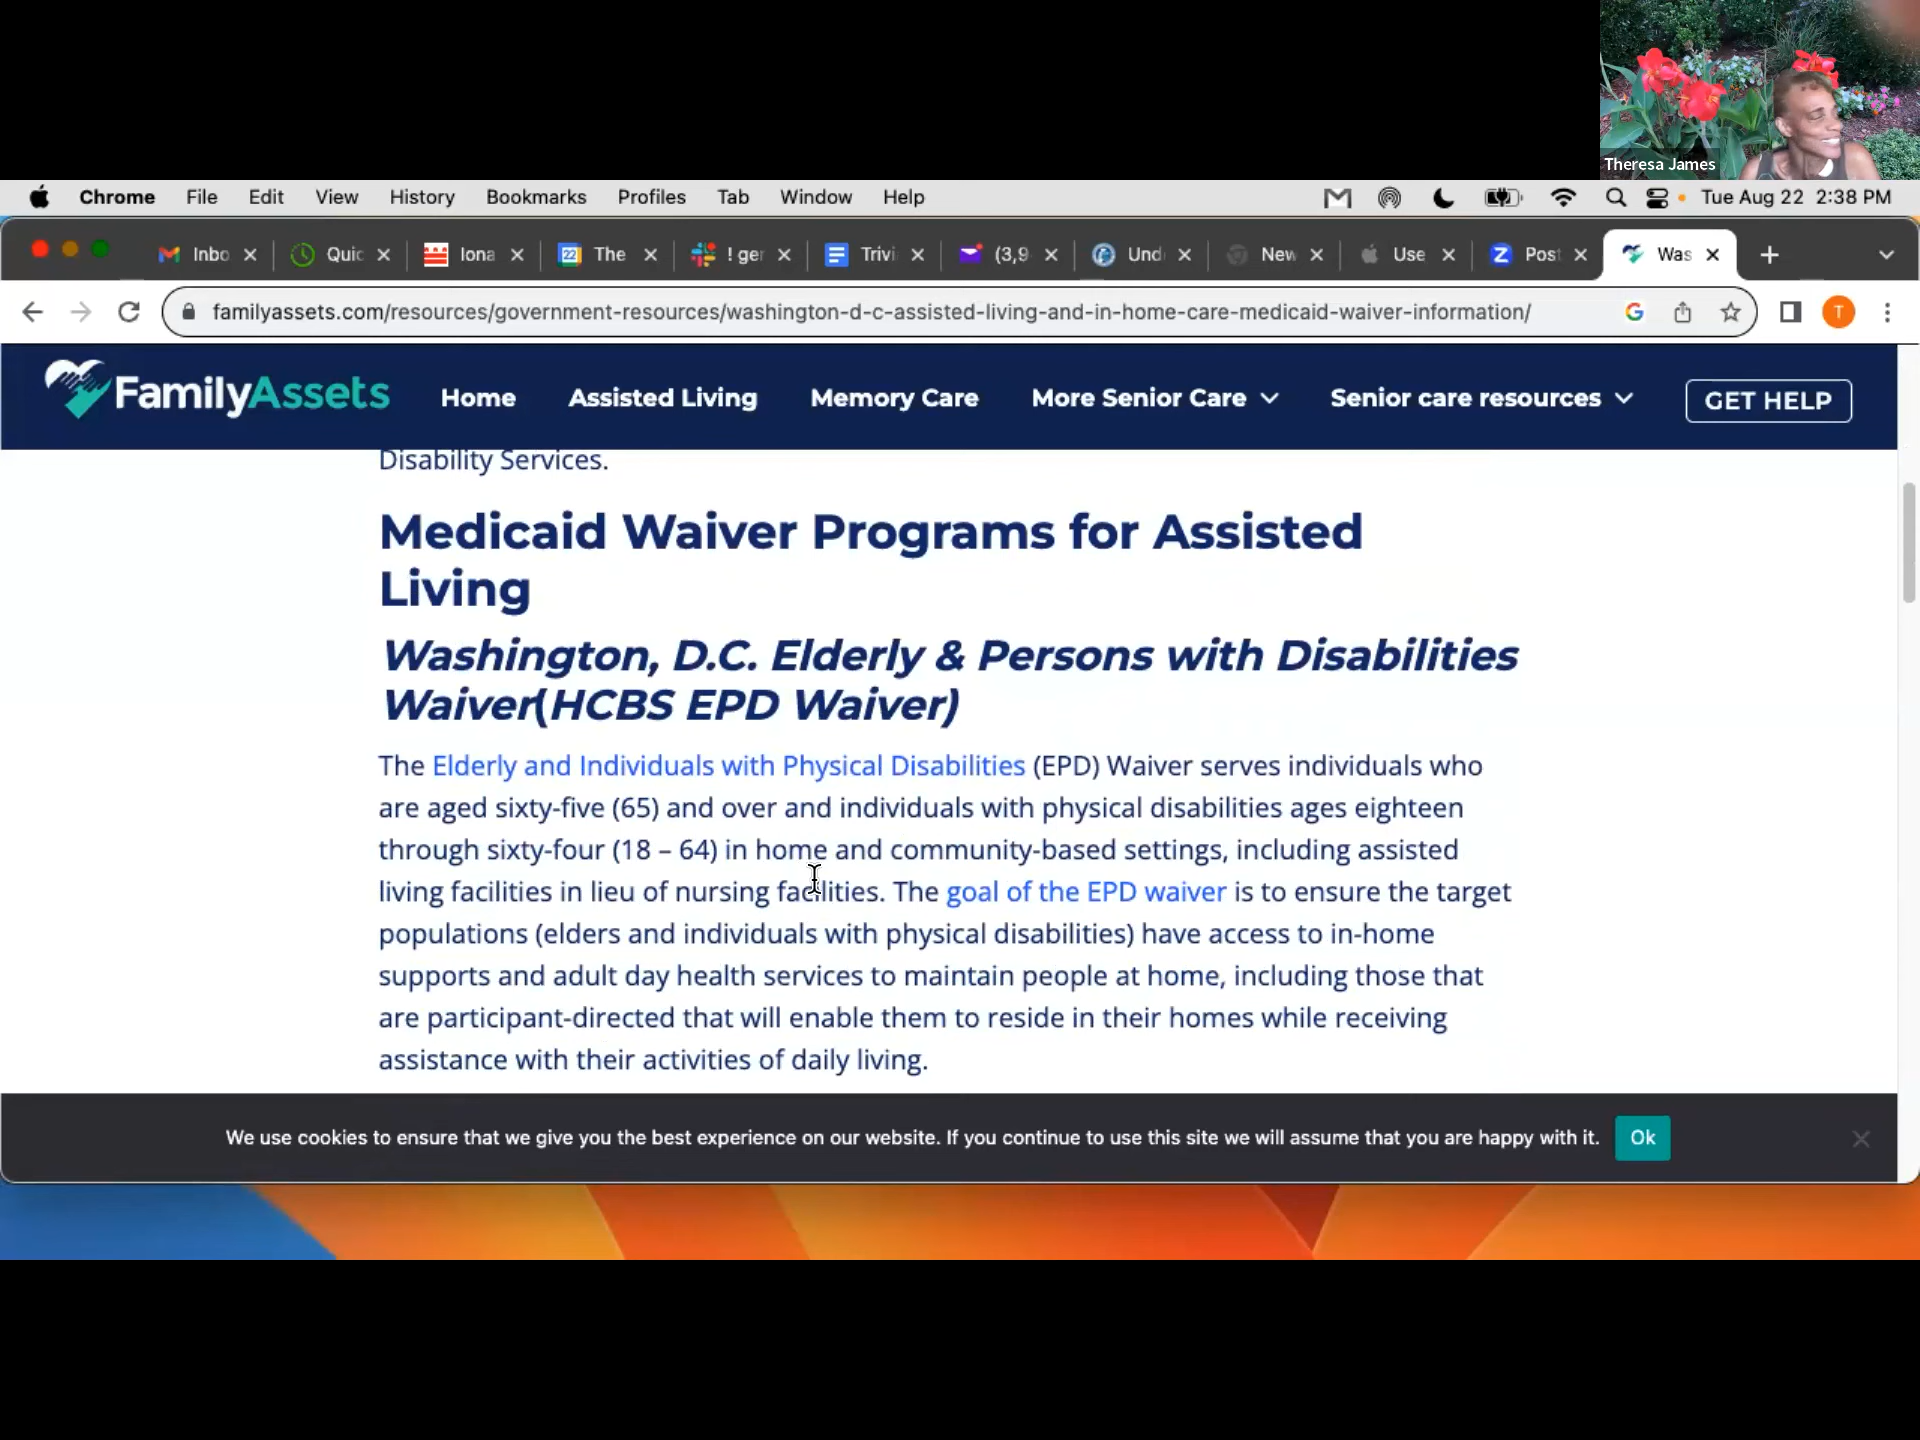 Theresa James
Chrome File Edit View History Bookmarks Profiles Tab Window Help Tue Aug 22 2:38 PM
Inbo Quic Iona 22 The ! ger Trivi (3,9 Und New Use Z Post Was
familyassets.com/resources/government-resources/washington-d-c-assisted-living-and-in-home-care-medicaid-waiver-information/ G T
FamilyAssets Home Assisted Living Memory Care More Senior Care Senior care resources GET HELP
Disability Services.
Medicaid Waiver Programs for Assisted
Living
Washington, D.C. Elderly & Persons with Disabilities
Waiver(HCBS EPD Waiver)
The Elderly and Individuals with Physical Disabilities (EPD) Waiver serves individuals who
are aged sixty-five (65) and over and individuals with physical disabilities ages eighteen
through sixty-four (18 – 64) in home and community-based settings, including assisted
living facilities in lieu of nursing facilities. The goal of the EPD waiver is to ensure the target
populations (elders and individuals with physical disabilities) have access to in-home
supports and adult day health services to maintain people at home, including those that
are participant-directed that will enable them to reside in their homes while receiving
assistance with their activities of daily living.
We use cookies to ensure that we give you the best experience on our website. If you continue to use this site we will assume that you are happy with it. Ok